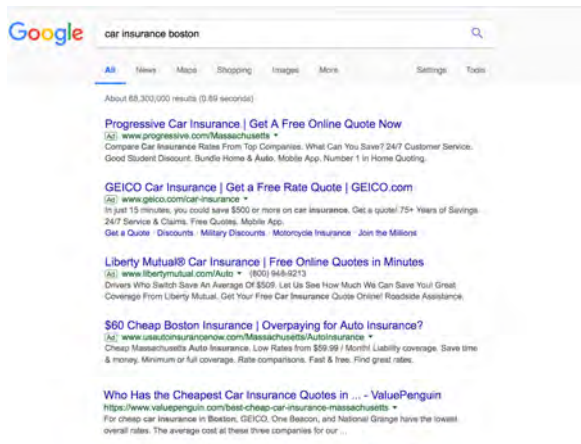 Google
car insurance boston
All News Maps Shopping Images More Settings Tools
About 68,300,000 results (0.69 seconds)
Progressive Car Insurance | Get A Free Online Quote Now
Ad www.progressive.com/Massachusetts
Compare Car Insurance Rates From Top Companies. What Can You Save? 24/7 Customer Service.
Good Student Discount. Bundle Home & Auto. Mobile App. Number 1 in Home Quoting.
GEICO Car Insurance | Get a Free Rate Quote | GEICO.com
Ad www.geico.com/car-insurance
In just 15 minutes, you could save $500 or more on car insurance. Get a quote! 75+ Years of Savings.
24/7 Service & Claims. Free Quotes. Mobile App.
Get a Quote · Discounts · Military Discounts · Motorcycle Insurance · Join the Millions
Liberty Mutual® Car Insurance | Free Online Quotes in Minutes
Ad www.libertymutual.com/Auto (800) 948-9213
Drivers Who Switch Save An Average Of $509. Let Us See How Much We Can Save You! Great
Coverage From Liberty Mutual. Get Your Free Car Insurance Quote Online! Roadside Assistance.
$60 Cheap Boston Insurance | Overpaying for Auto Insurance?
Ad www.usautoinsurancenow.com/Massachusetts/AutoInsurance
Cheap Massachusetts Auto Insurance. Low Rates from $59.99 / Month! Liability coverage. Save time
& money. Minimum or full coverage. Rate comparisons. Fast & free. Find great rates.
Who Has the Cheapest Car Insurance Quotes in ... - ValuePenguin
https://www.valuepenguin.com/best-cheap-car-insurance-massachusetts
For cheap car insurance in Boston, GEICO, One Beacon, and National Grange have the lowest
overall rates. The average cost at these three companies for our ...